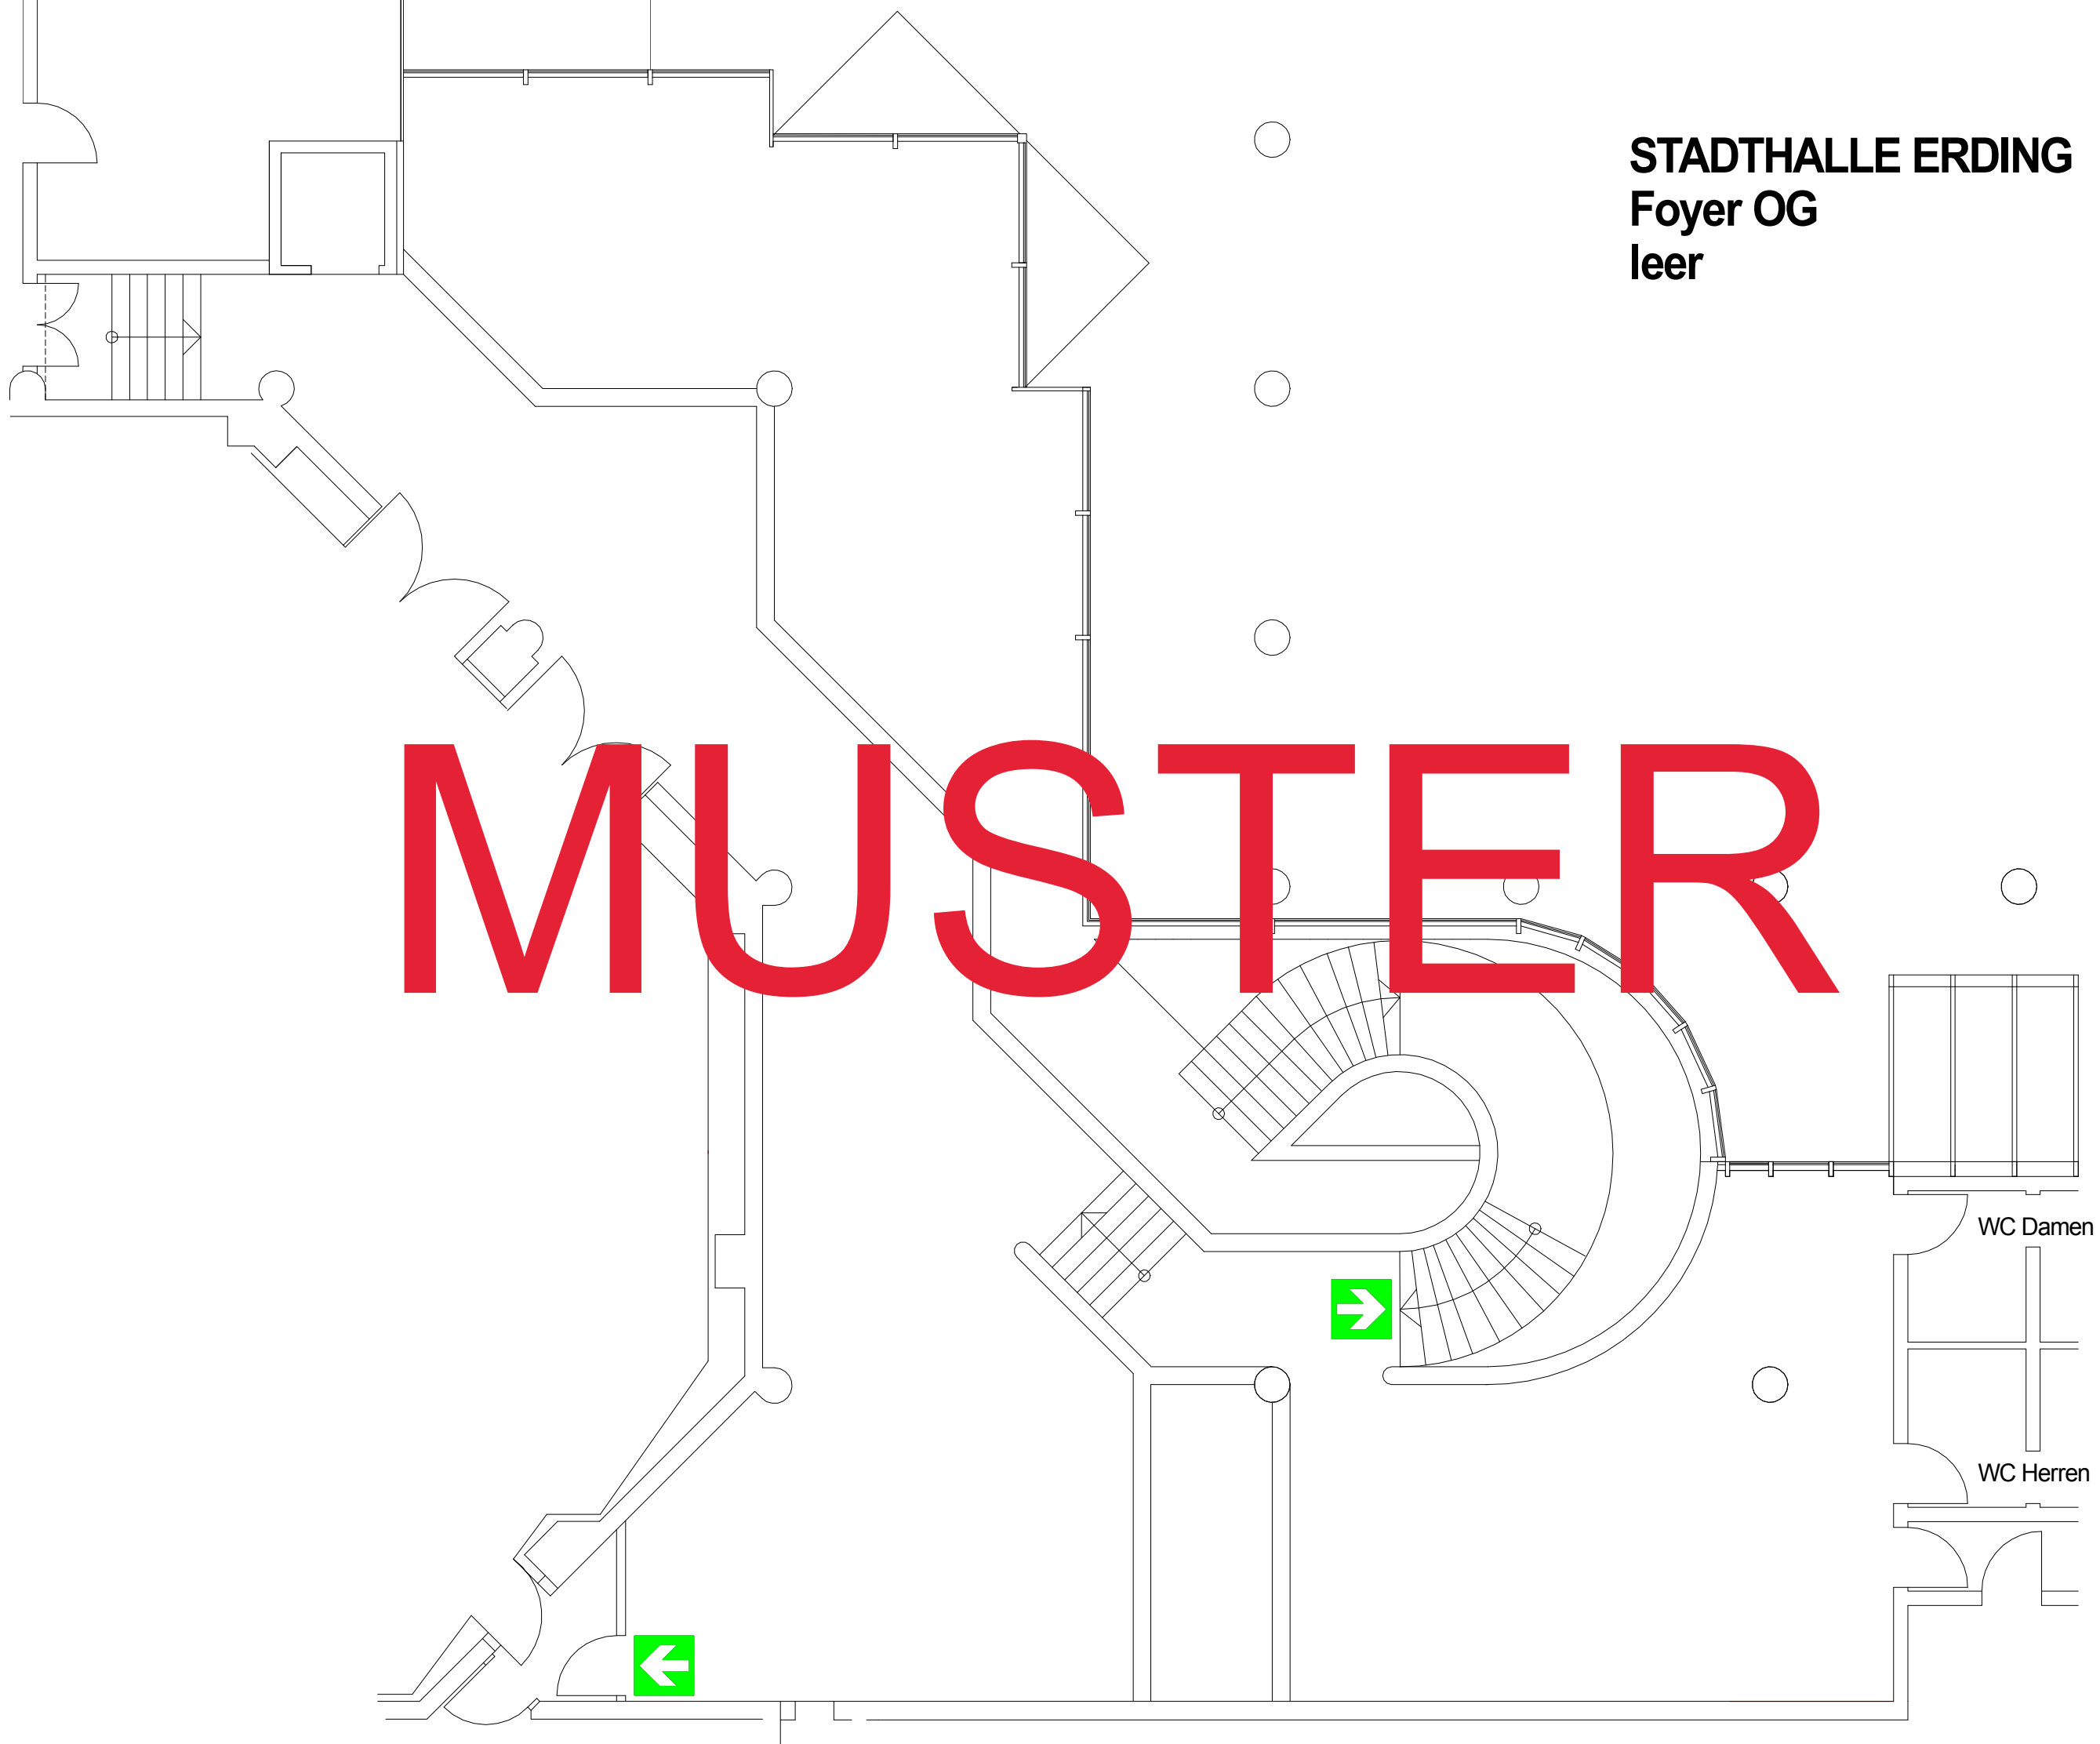 STADTHALLE ERDING
Foyer OG
leer
MUSTER
WC Damen
WC Herren